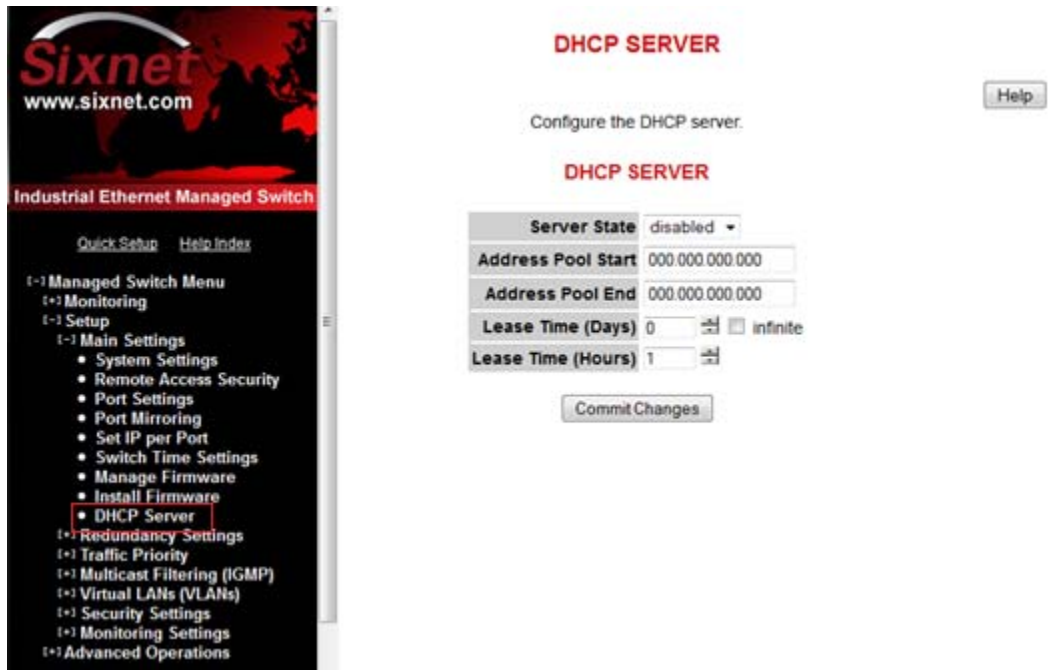 Sixnet
www.sixnet.com
Industrial Ethernet Managed Switch
Quick Setup Help Index
[-] Managed Switch Menu
[+] Monitoring
[-] Setup
[-] Main Settings
• System Settings
• Remote Access Security
• Port Settings
• Port Mirroring
• Set IP per Port
• Switch Time Settings
• Manage Firmware
• Install Firmware
• DHCP Server
[+] Redundancy Settings
[+] Traffic Priority
[+] Multicast Filtering (IGMP)
[+] Virtual LANs (VLANs)
[+] Security Settings
[+] Monitoring Settings
[+] Advanced Operations
DHCP SERVER
Help
Configure the DHCP server.
DHCP SERVER
Server State disabled
Address Pool Start 000.000.000.000
Address Pool End 000.000.000.000
Lease Time (Days) 0 infinite
Lease Time (Hours) 1
Commit Changes